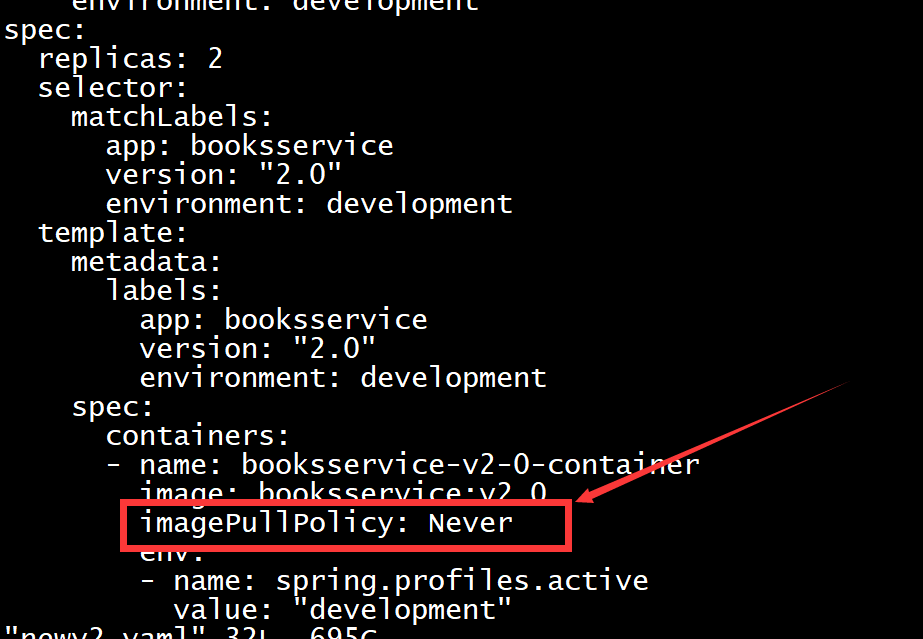 environment: development
spec:
  replicas: 2
  selector:
    matchLabels:
      app: booksservice
      version: "2.0"
      environment: development
  template:
    metadata:
      labels:
        app: booksservice
        version: "2.0"
        environment: development
    spec:
      containers:
      - name: booksservice-v2-0-container
        image: booksservice:v2.0
        imagePullPolicy: Never
        env:
        - name: spring.profiles.active
          value: "development"
"newv2.yaml" 32L, 695C